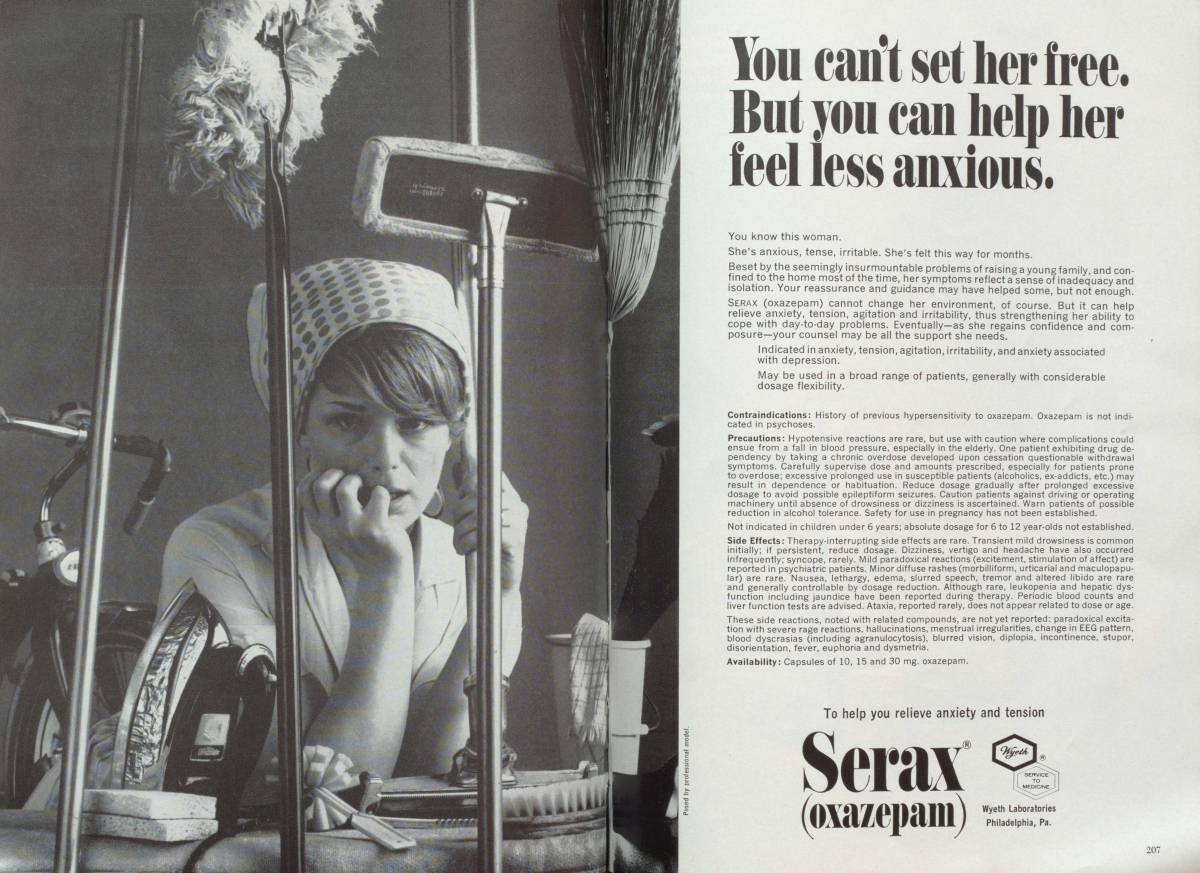 You can't set her free.
But you can help her
feel less anxious.
You know this woman.
She's anxious, tense, irritable. She's felt this way for months.
Beset by the seemingly insurmountable problems of raising a young family, and con-
fined to the home most of the time, her symptoms reflect a sense of inadequacy and
isolation. Your reassurance and guidance may have helped some, but not enough.
SERAX (oxazepam) cannot change her environment, of course. But it can help
relieve anxiety, tension, agitation and irritability, thus strengthening her ability to
cope with day-to-day problems. Eventually—as she regains confidence and com-
posure—your counsel may be all the support she needs.
Indicated in anxiety, tension, agitation, irritability, and anxiety associated
with depression.
May be used in a broad range of patients, generally with considerable
dosage flexibility.
Contraindications: History of previous hypersensitivity to oxazepam. Oxazepam is not indi-
cated in psychoses.
Precautions: Hypotensive reactions are rare, but use with caution where complications could
ensue from a fall in blood pressure, especially in the elderly. One patient exhibiting drug de-
pendency by taking a chronic overdose developed upon cessation questionable withdrawal
symptoms. Carefully supervise dose and amounts prescribed, especially for patients prone
to overdose; excessive prolonged use in susceptible patients (alcoholics, ex-addicts, etc.) may
result in dependence or habituation. Reduce dosage gradually after prolonged excessive
dosage to avoid possible epileptiform seizures. Caution patients against driving or operating
machinery until absence of drowsiness or dizziness is ascertained. Warn patients of possible
reduction in alcohol tolerance. Safety for use in pregnancy has not been established.
Not indicated in children under 6 years; absolute dosage for 6 to 12 year-olds not established.
Side Effects: Therapy-interrupting side effects are rare. Transient mild drowsiness is common
initially; if persistent, reduce dosage. Dizziness, vertigo and headache have also occurred
infrequently; syncope, rarely. Mild paradoxical reactions (excitement, stimulation of affect) are
reported in psychiatric patients. Minor diffuse rashes (morbilliform, urticarial and maculopapu-
lar) are rare. Nausea, lethargy, edema, slurred speech, tremor and altered libido are rare
and generally controllable by dosage reduction. Although rare, leukopenia and hepatic dys-
function including jaundice have been reported during therapy. Periodic blood counts and
liver function tests are advised. Ataxia, reported rarely, does not appear related to dose or age.
These side reactions, noted with related compounds, are not yet reported: paradoxical excita-
tion with severe rage reactions, hallucinations, menstrual irregularities, change in EEG pattern,
blood dyscrasias (including agranulocytosis), blurred vision, diplopia, incontinence, stupor,
disorientation, fever, euphoria and dysmetria.
Availability: Capsules of 10, 15 and 30 mg. oxazepam.
To help you relieve anxiety and tension
Serax®
(oxazepam)
Wyeth ®
SERVICE
TO
MEDICINE
Wyeth Laboratories
Philadelphia, Pa.
Posed by professional model.
207